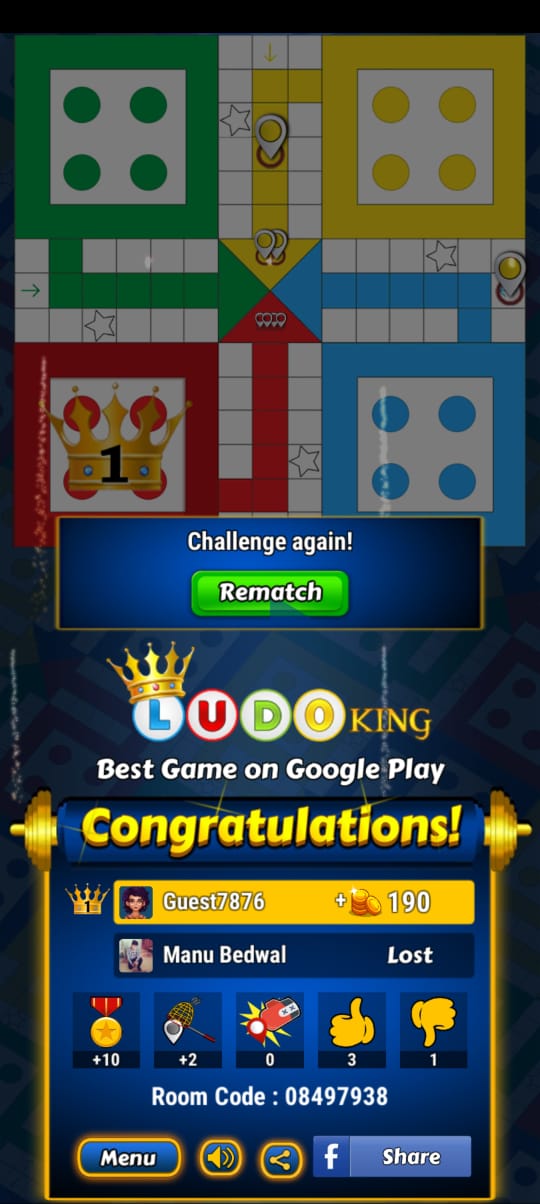 1
Challenge again!
Rematch
LUDO KING
Best Game on Google Play
Congratulations!
1 Guest7876 + 190
Manu Bedwal Lost
+10 +2 0 3 1
Room Code : 08497938
Menu f Share